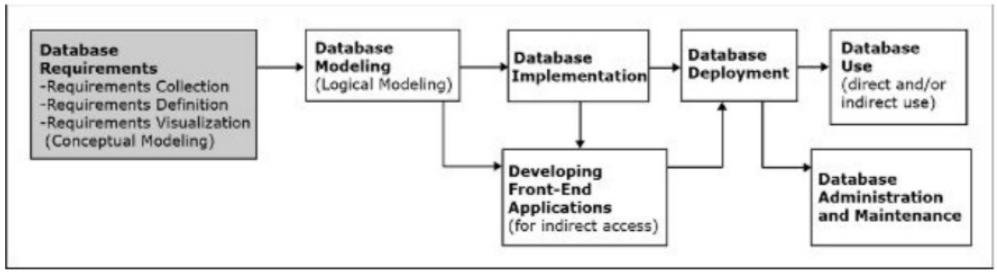 Database
Requirements
-Requirements Collection
-Requirements Definition
-Requirements Visualization
(Conceptual Modeling)
Database
Modeling
(Logical Modeling)
Database
Implementation
Database
Deployment
Database
Use
(direct and/or
indirect use)
Developing
Front-End
Applications
(for indirect access)
Database
Administration
and Maintenance